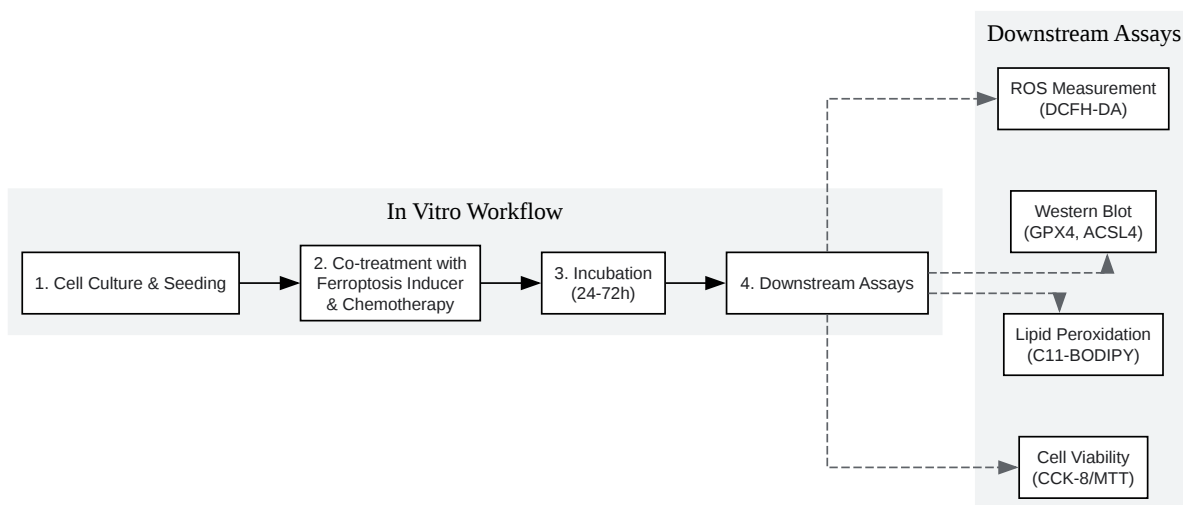 Downstream Assays
ROS Measurement
(DCFH-DA)
Western Blot
(GPX4, ACSL4)
In Vitro Workflow
1. Cell Culture & Seeding
2. Co-treatment with
Ferroptosis Inducer
& Chemotherapy
3. Incubation
(24-72h)
4. Downstream Assays
Lipid Peroxidation
(C11-BODIPY)
Cell Viability
(CCK-8/MTT)